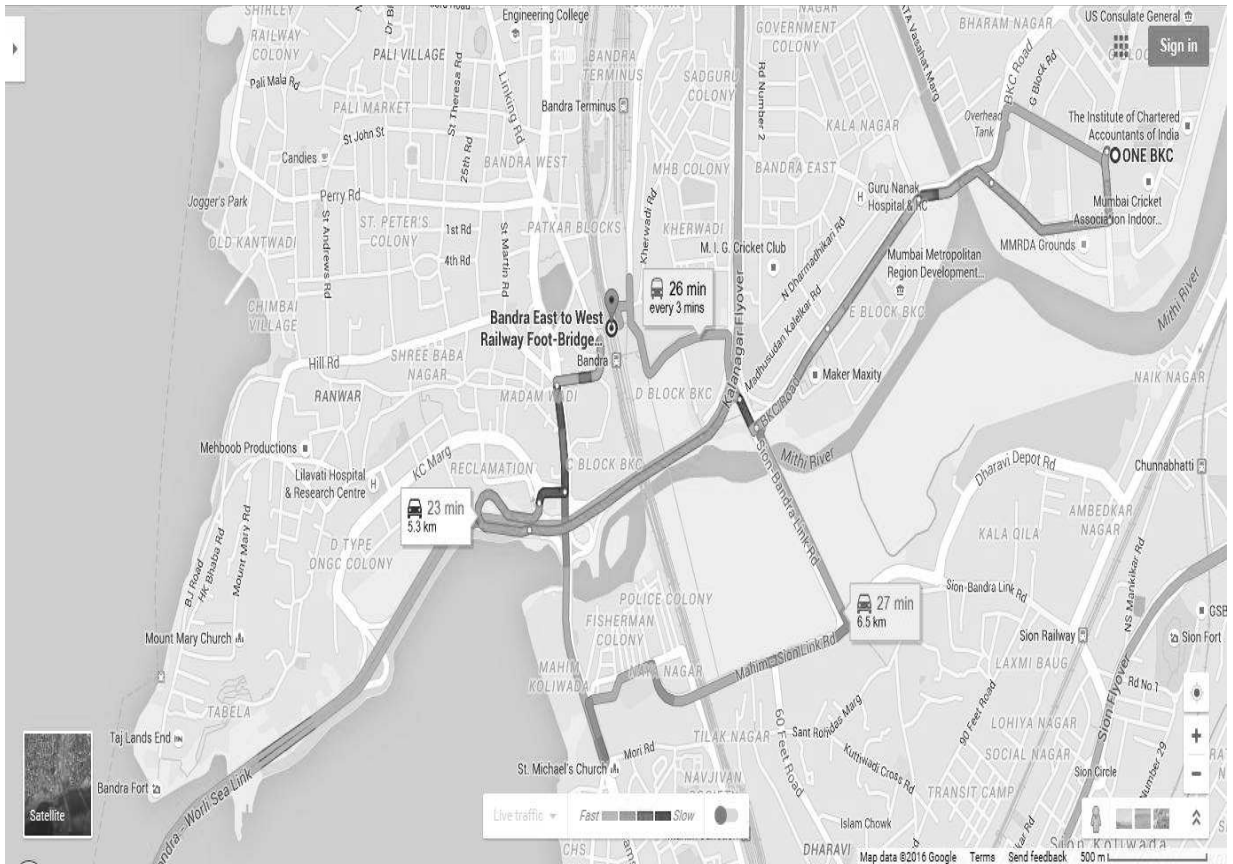 SHIRLEY
RAILWAY
COLONY
PALI VILLAGE
Pali Mala Rd
PALI MARKET
St John St
St Theresa Rd
25th Rd
Linking Rd
Engineering College
BANDRA
TERMINUS
Bandra Terminus
SADGURU
COLONY
Rd Number 2
NAGAR
GOVERNMENT
COLONY
Vasahat Marg
BHARAM NAGAR
US Consulate General
Sign in
BKC Road
G Block Rd
Overhead
Tank
The Institute of Chartered
Accountants of India
ONE BKC
Mumbai Cricket
Association Indoor...
MMRDA Grounds
KALA NAGAR
Candies
BANDRA WEST
MHB COLONY
BANDRA EAST
Guru Nanak
Hospital & RC
Jogger's Park
Perry Rd
OLD KANTWADI
St Andrews Rd
ST. PETER'S
COLONY
1st Rd
4th Rd
St Martin Rd
PATKAR BLOCKS
Kherwadi Rd
KHERWADI
M. I. G. Cricket Club
N Dharmadhikari Rd
Mumbai Metropolitan
Region Development...
Mithi River
CHIMBAI
VILLAGE
26 min
every 3 mins
Bandra East to West
Railway Foot-Bridge...
Bandra
Kalanagar Flyover
Madhusudan Kalelkar Rd
E BLOCK BKC
Hill Rd
SHREE BABA
NAGAR
RANWAR
MADAM WADI
D BLOCK BKC
Maker Maxity
BKC Road
NAIK NAGAR
Mehboob Productions
KC Marg
RECLAMATION
C BLOCK BKC
Mithi River
Sion-Bandra Link Rd
Dharavi Depot Rd
Chunnabhatti
Lilavati Hospital
& Research Centre
23 min
5.3 km
KALA QILA
AMBEDKAR
NAGAR
D TYPE
ONGC COLONY
BJ Road
HK Bhabha Rd
Mount Mary Rd
POLICE COLONY
27 min
6.5 km
Sion-Bandra Link Rd
NS Mankikar Rd
GSB
FISHERMAN
COLONY
Mount Mary Church
Sion Railway
Sion Fort
MAHIM
KOLIWADA
NAYA NAGAR
Mahim - Sion Link Rd
LAXMI BAUG
Rd No 1
TABELA
60 Feet Road
Sant Rohidas Marg
90 Feet Road
LOHIYA NAGAR
Sion Flyover
Taj Lands End
Mori Rd
TILAK NAGAR
Kuttiwadi Cross Rd
SOCIAL NAGAR
St. Michael's Church
Sion Circle
Bandra Fort
NAVJIVAN
TRANSIT CAMP
Number 29
Satellite
Worli Sea Link
Live traffic
Fast
Slow
Islam Chowk
CHS
DHARAVI
Map data ©2016 Google
Terms
Send feedback
500 m